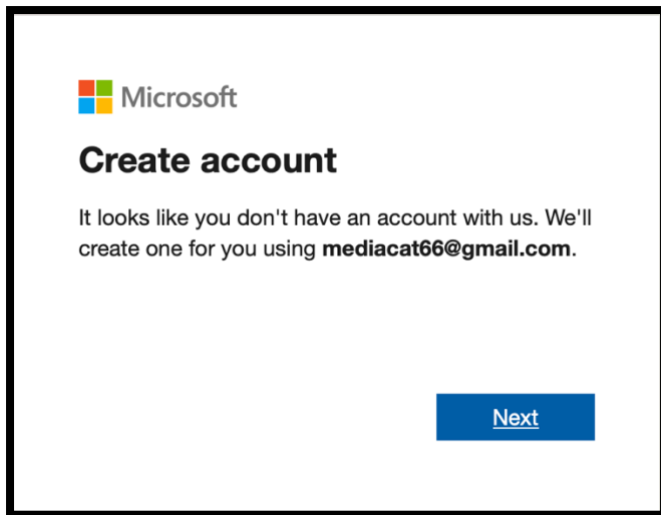 Microsoft
Create account
It looks like you don't have an account with us. We'll
create one for you using mediacat66@gmail.com.
Next